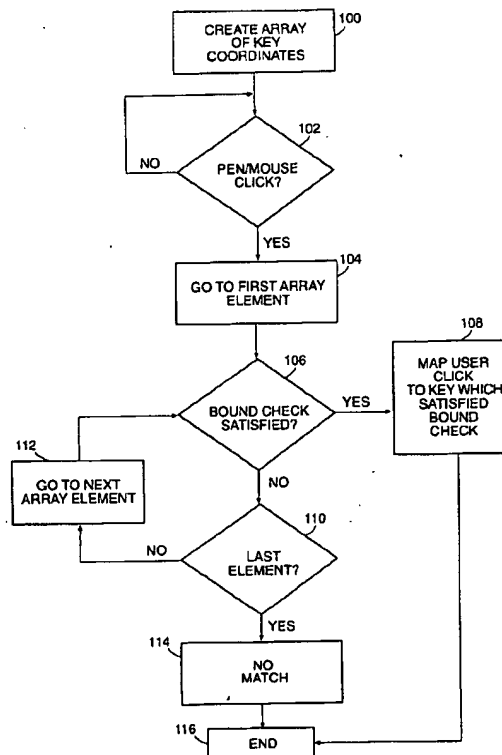 100
CREATE ARRAY
OF KEY
COORDINATES
102
NO
PEN/MOUSE
CLICK?
YES
104
GO TO FIRST ARRAY
ELEMENT
106
BOUND CHECK
SATISFIED?
YES
108
MAP USER
CLICK
TO KEY WHICH
SATISFIED
BOUND
CHECK
112
GO TO NEXT
ARRAY ELEMENT
NO
110
NO
LAST
ELEMENT?
YES
114
NO
MATCH
116
END